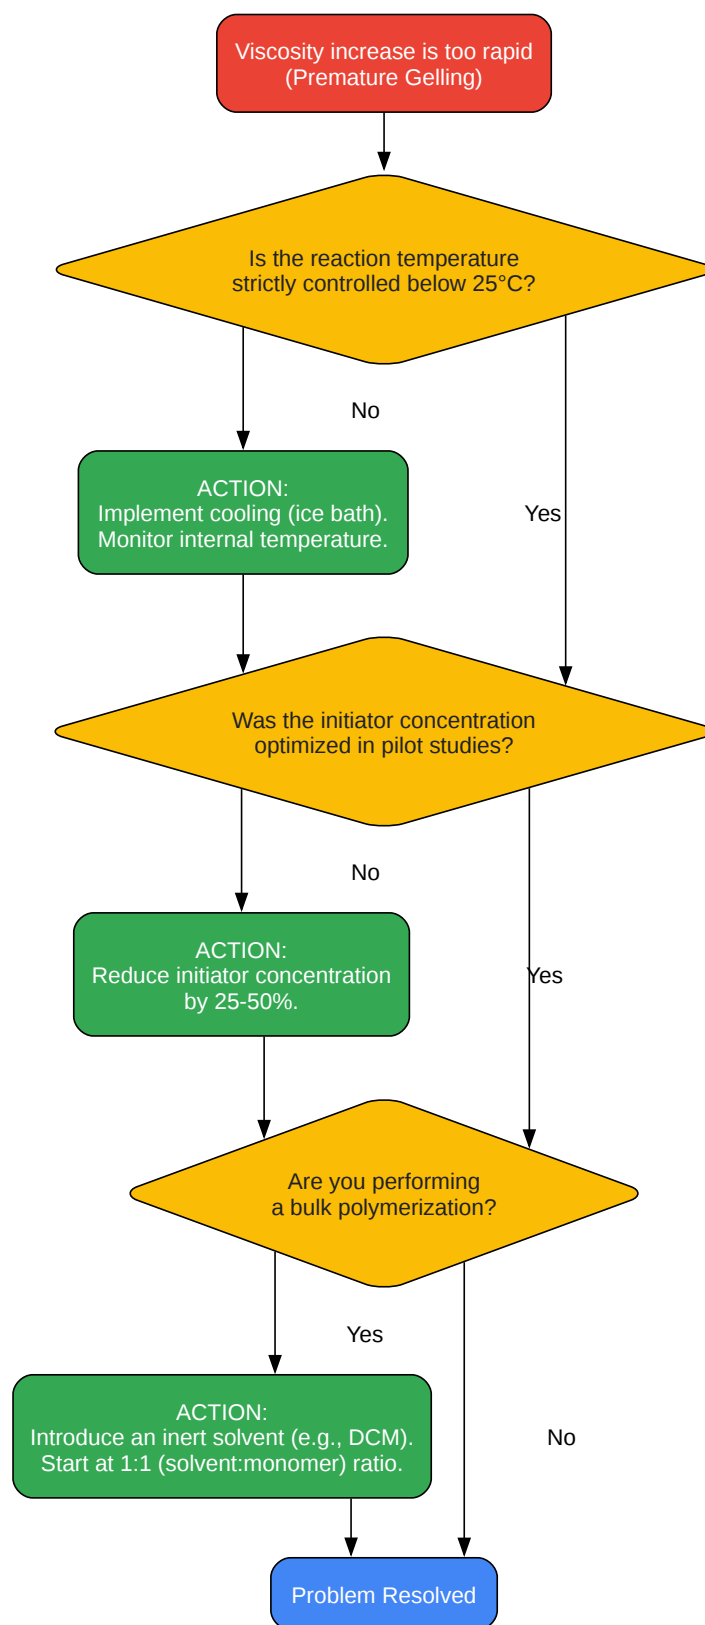 Viscosity increase is too rapid
(Premature Gelling)
Is the reaction temperature
strictly controlled below 25°C?
No
ACTION:
Implement cooling (ice bath).
Monitor internal temperature.
Yes
Was the initiator concentration
optimized in pilot studies?
No
ACTION:
Reduce initiator concentration
by 25-50%.
Yes
Are you performing
a bulk polymerization?
Yes
ACTION:
Introduce an inert solvent (e.g., DCM).
Start at 1:1 (solvent:monomer) ratio.
No
Problem Resolved